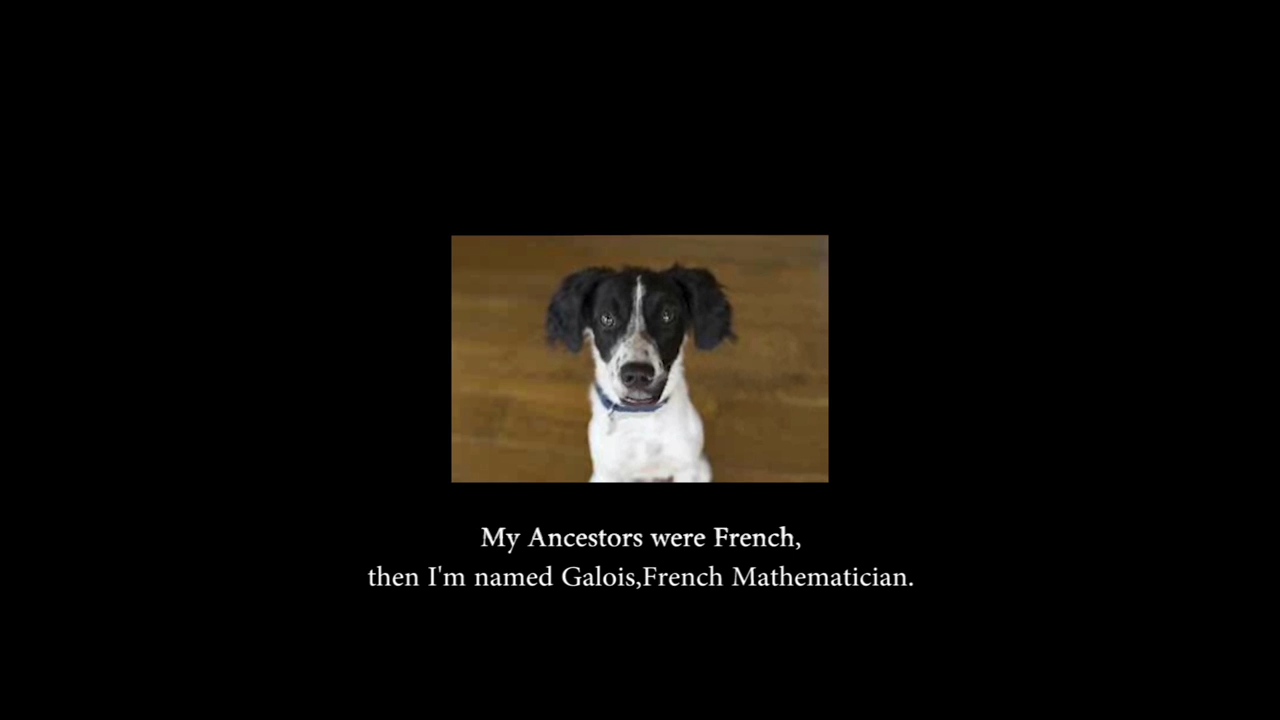 My Ancestors were French,
then I'm named Galois,French Mathematician.